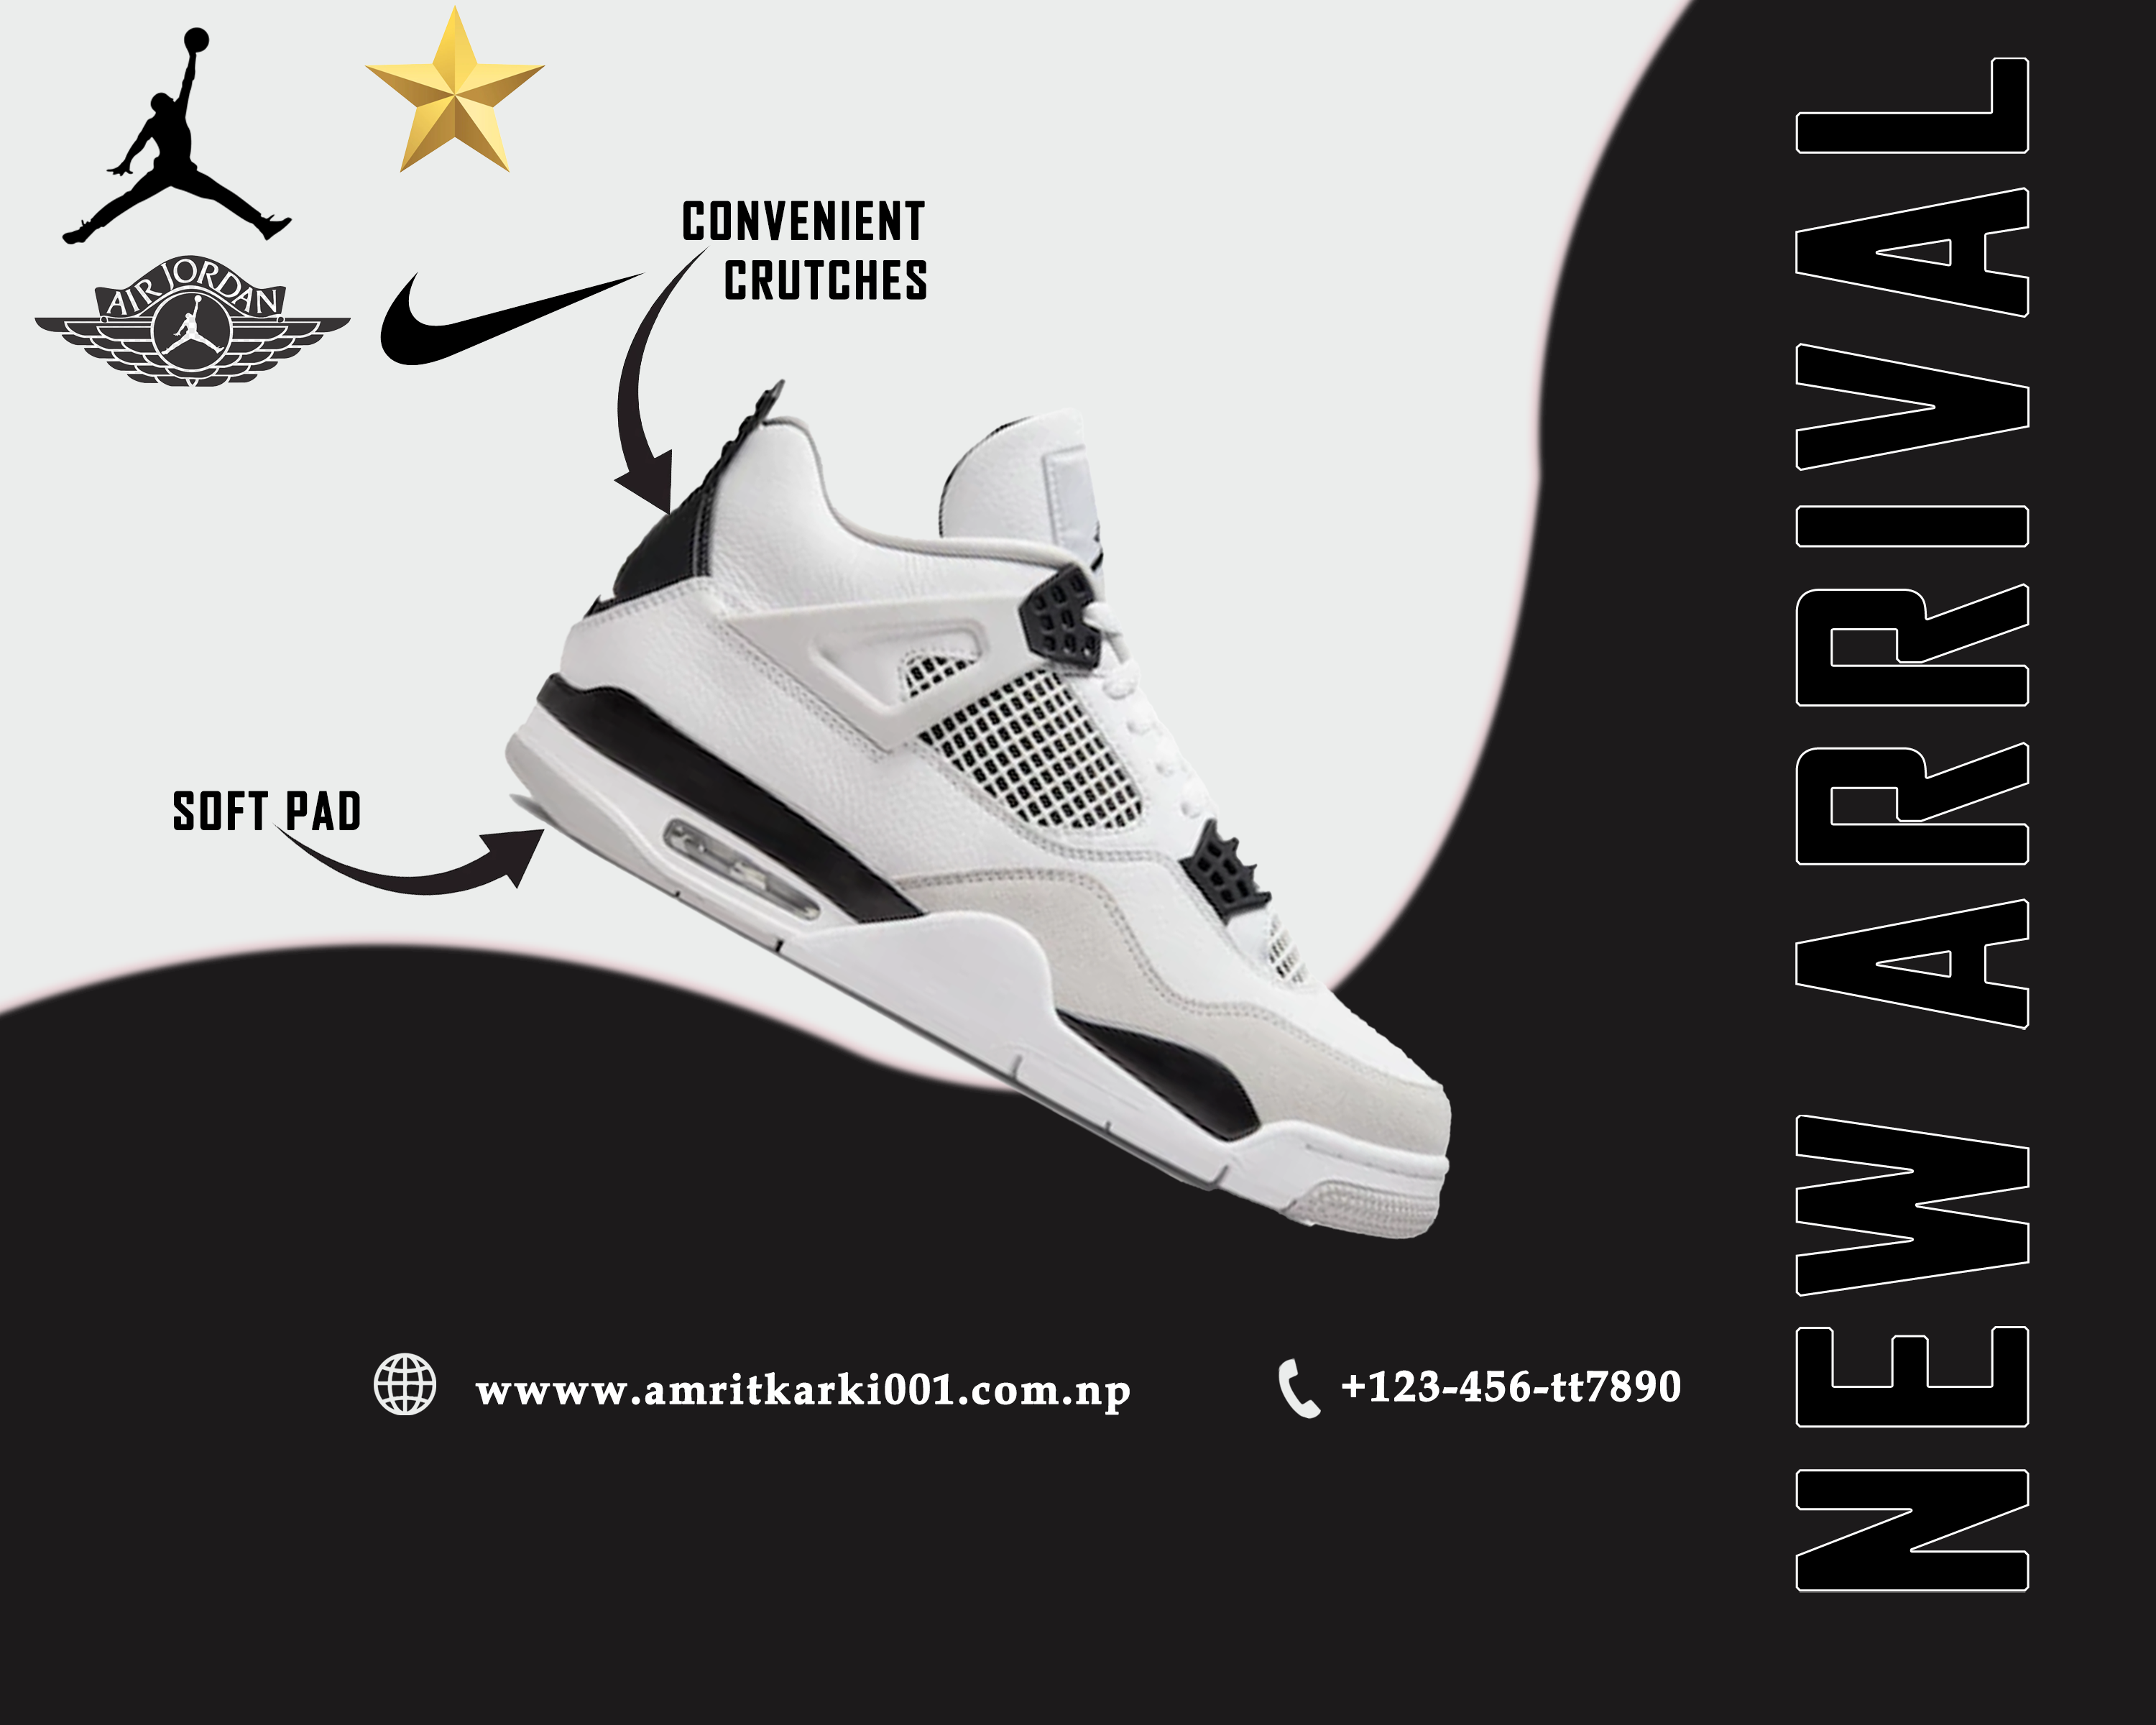 AIR JORDAN
CONVENIENT
CRUTCHES
SOFT PAD
NEW ARRIVAL
wwww.amritkarki001.com.np
+123-456-tt7890